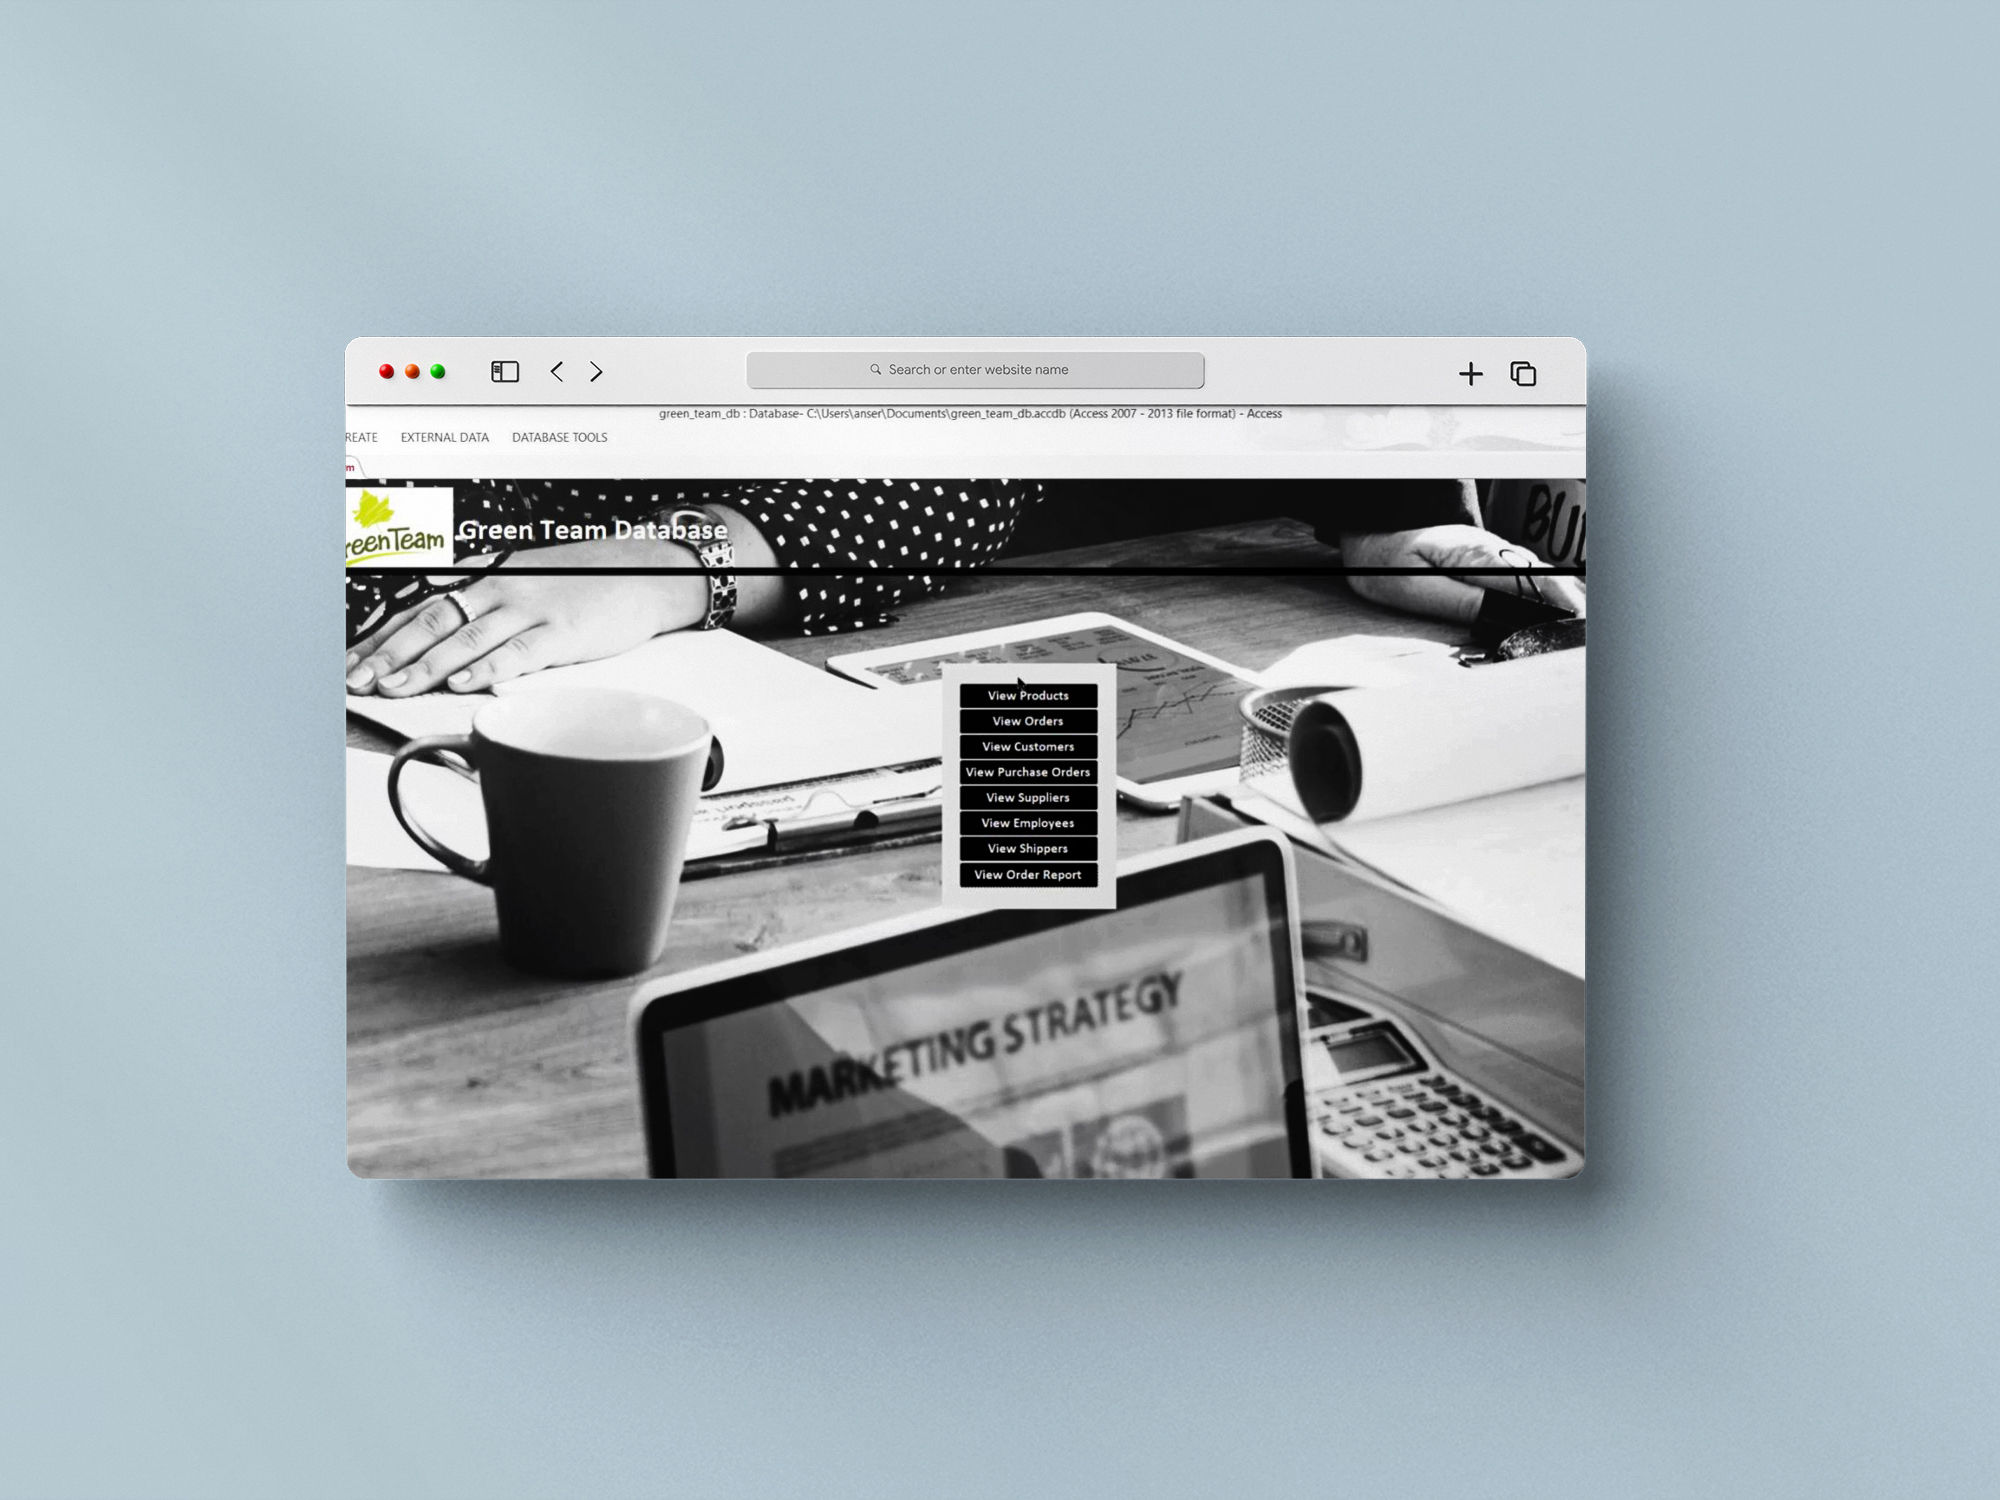 Search or enter website name
green_team_db : Database- C:\Users\anser\Documents\green_team_db.accdb (Access 2007 - 2013 file format) - Access
REATE EXTERNAL DATA DATABASE TOOLS
m
reenTeam
Green Team Database
BU
View Products
View Orders
View Customers
View Purchase Orders
View Suppliers
View Employees
View Shippers
View Order Report
MARKETING STRATEGY